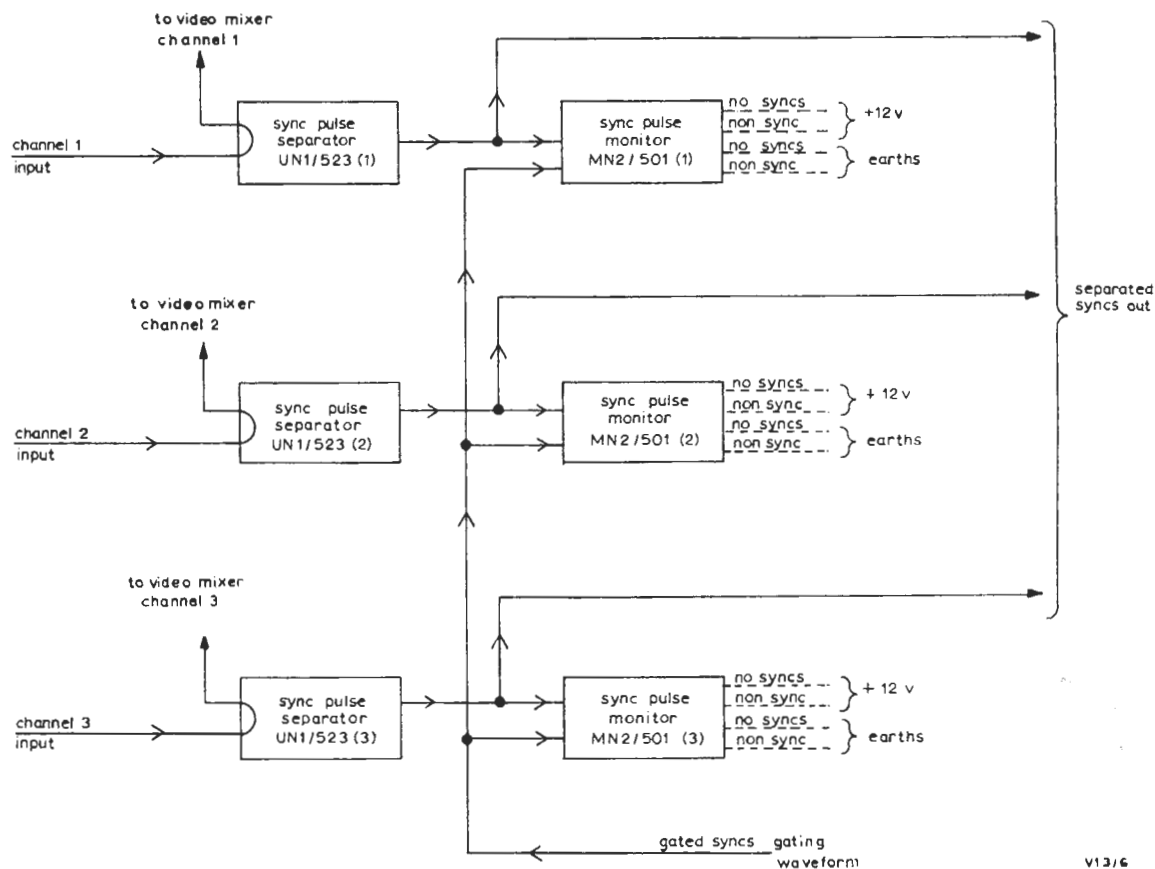 to video mixer
channel 1
channel 1
input
sync pulse
separator
UN1/523 (1)
sync pulse
monitor
MN2/501 (1)
no syncs
non sync
+12 v
no syncs
non sync
earths
to video mixer
channel 2
channel 2
input
sync pulse
separator
UN1/523 (2)
sync pulse
monitor
MN2/501 (2)
no syncs
non sync
+ 12 v
no syncs
non sync
earths
separated
syncs out
to video mixer
channel 3
channel 3
input
sync pulse
separator
UN1/523 (3)
sync pulse
monitor
MN2/501 (3)
no syncs
non sync
+ 12 v
no syncs
non sync
earths
gated syncs gating
waveform
V13/6